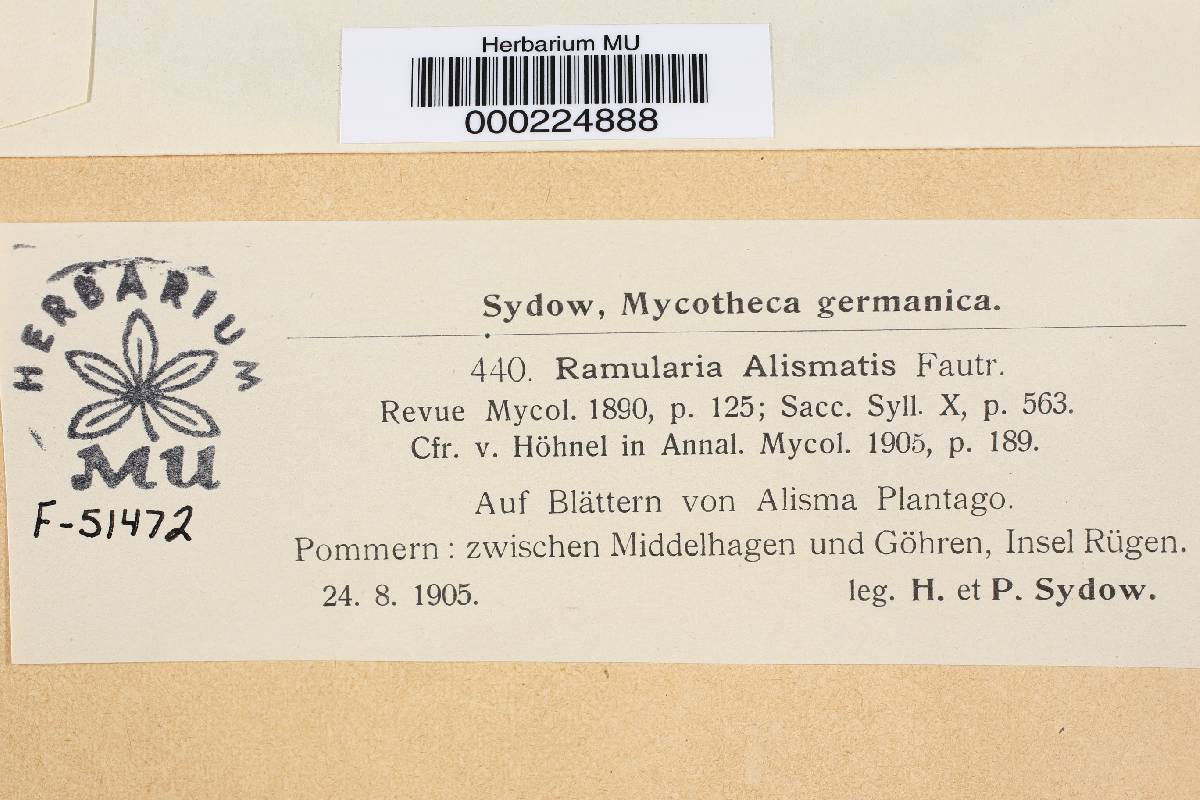 Herbarium MU
000224888
HERBARIUM
MU
F-51472
Sydow, Mycotheca germanica.
440. Ramularia Alismatis Fautr.
Revue Mycol. 1890, p. 125; Sacc. Syll. X, p. 563.
Cfr. v. Höhnel in Annal. Mycol. 1905, p. 189.
Auf Blättern von Alisma Plantago.
Pommern : zwischen Middelhagen und Göhren, Insel Rügen.
24. 8. 1905. leg. H. et P. Sydow.